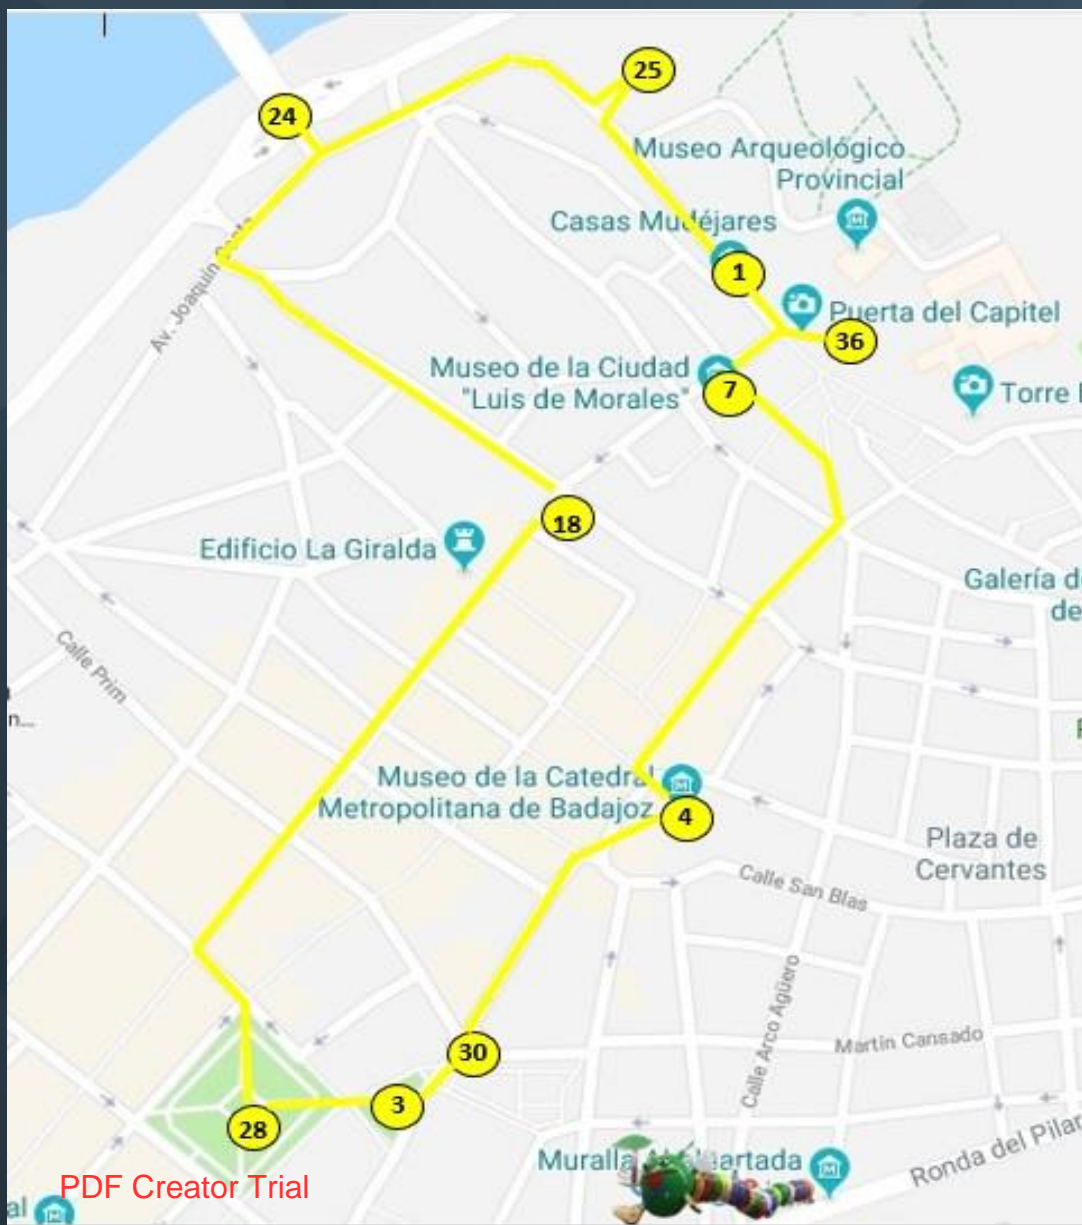 25
24
Museo Arqueológico
Provincial
Casas Mudéjares
1
Av. Joaquín
Puerta del Capitel
36
Museo de la Ciudad
"Luis de Morales"
7
Torre
18
Edificio La Giralda
Galería d
de
Calle Prim
n...
Museo de la Catedral
Metropolitana de Badajoz
4
Plaza de
Cervantes
Calle San Blas
Calle Arco Agüero
Martin Cansado
30
3
28
Muralla
artada
Ronda del Pilar
PDF Creator Trial
al